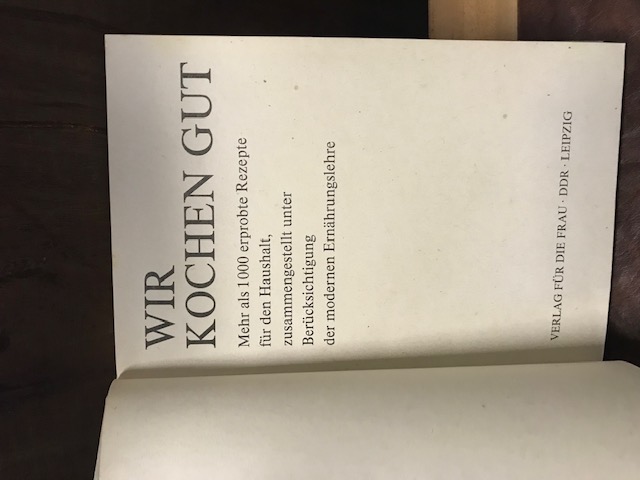 WIR
KOCHEN GUT
Mehr als 1000 erprobte Rezepte
für den Haushalt,
zusammengestellt unter
Berücksichtigung
der modernen Ernährungslehre
VERLAG FÜR DIE FRAU · DDR · LEIPZIG